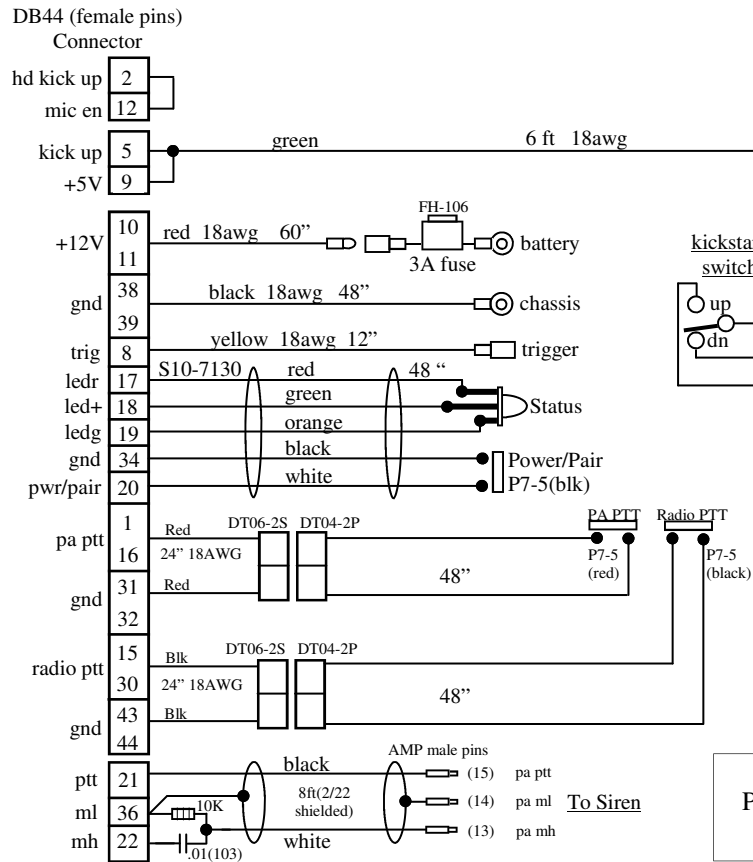 DB44 (female pins)
Connector
hd kick up 2
mic en 12
kick up 5 green 6 ft 18awg
+5V 9
FH-106
+12V 10 red 18awg 60” battery
11 3A fuse
kickstar
switch
up
dn
gnd 38 black 18awg 48” chassis
39
trig 8 yellow 18awg 12” trigger
ledr 17 S10-7130 red 48 “
led+ 18 green Status
ledg 19 orange
gnd 34 black Power/Pair
pwr/pair 20 white P7-5(blk)
PA PTT Radio PTT
pa ptt 1 Red DT06-2S DT04-2P
16 24” 18AWG
P7-5 (red)
P7-5 (black)
gnd 31 Red 48”
32
radio ptt 15 Blk DT06-2S DT04-2P
30 24” 18AWG
gnd 43 Blk 48”
44
AMP male pins
ptt 21 black (15) pa ptt
ml 36 10K 8ft(2/22 shielded) (14) pa ml To Siren
mh 22 .01(103) white (13) pa mh
P